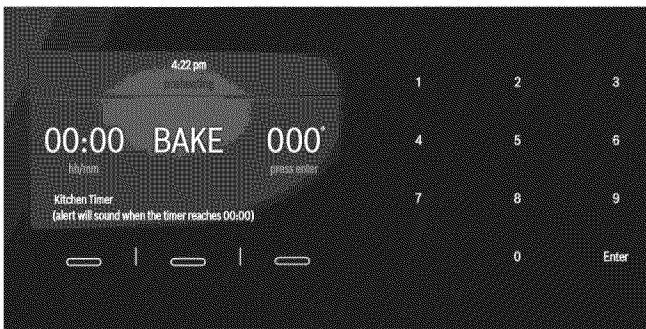 4:22 pm
preheating
00:00 BAKE 000°
hh/mm press enter
Kitchen Timer
(alert will sound when the timer reaches 00:00)
1 2 3
4 5 6
7 8 9
0 Enter